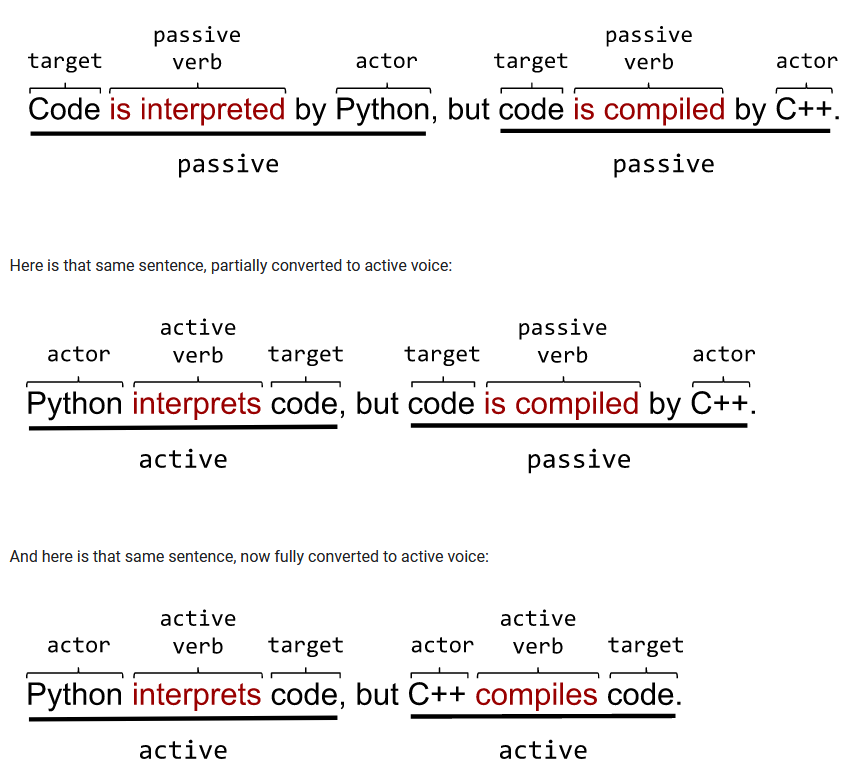 passive passive
target verb actor target verb actor
Code is interpreted by Python, but code is compiled by C++.
passive passive
Here is that same sentence, partially converted to active voice:
active passive
actor verb target target verb actor
Python interprets code, but code is compiled by C++.
active passive
And here is that same sentence, now fully converted to active voice:
active active
actor verb target actor verb target
Python interprets code, but C++ compiles code.
active active